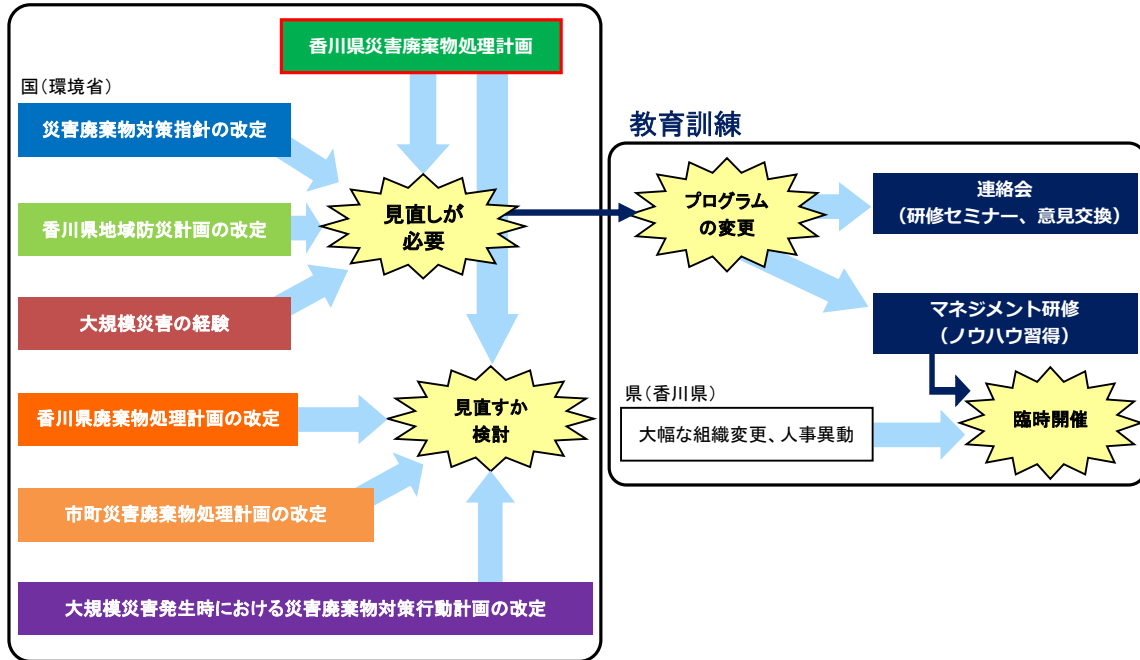 香川県災害廃棄物処理計画
国（環境省）
災害廃棄物対策指針の改定
香川県地域防災計画の改定
大規模災害の経験
見直しが
必要
香川県廃棄物処理計画の改定
市町災害廃棄物処理計画の改定
見直すか
検討
大規模災害発生時における災害廃棄物対策行動計画の改定
教育訓練
プログラム
の変更
連絡会
（研修セミナー、意見交換）
マネジメント研修
（ノウハウ習得）
県（香川県）
大幅な組織変更、人事異動
臨時開催